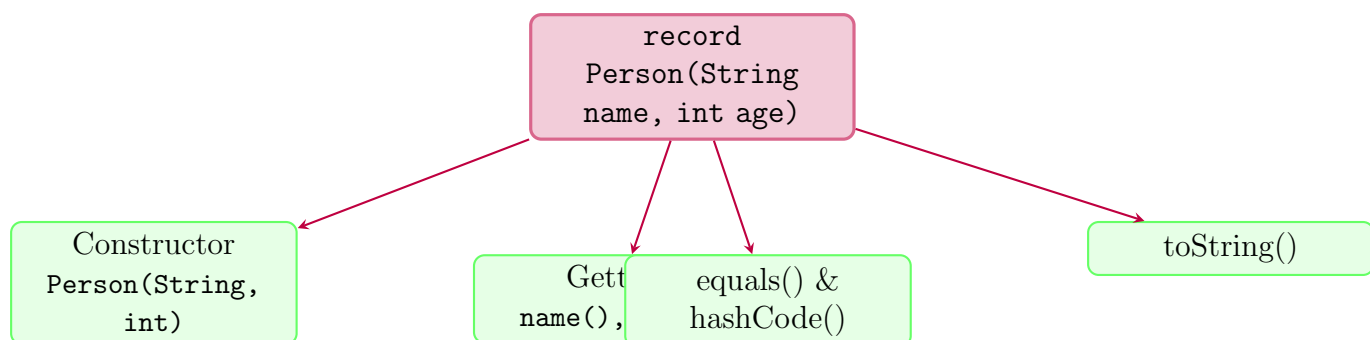 record
Person(String
name, int age)
Constructor
Person(String,
int)
Gett
name(),
equals() &
hashCode()
toString()